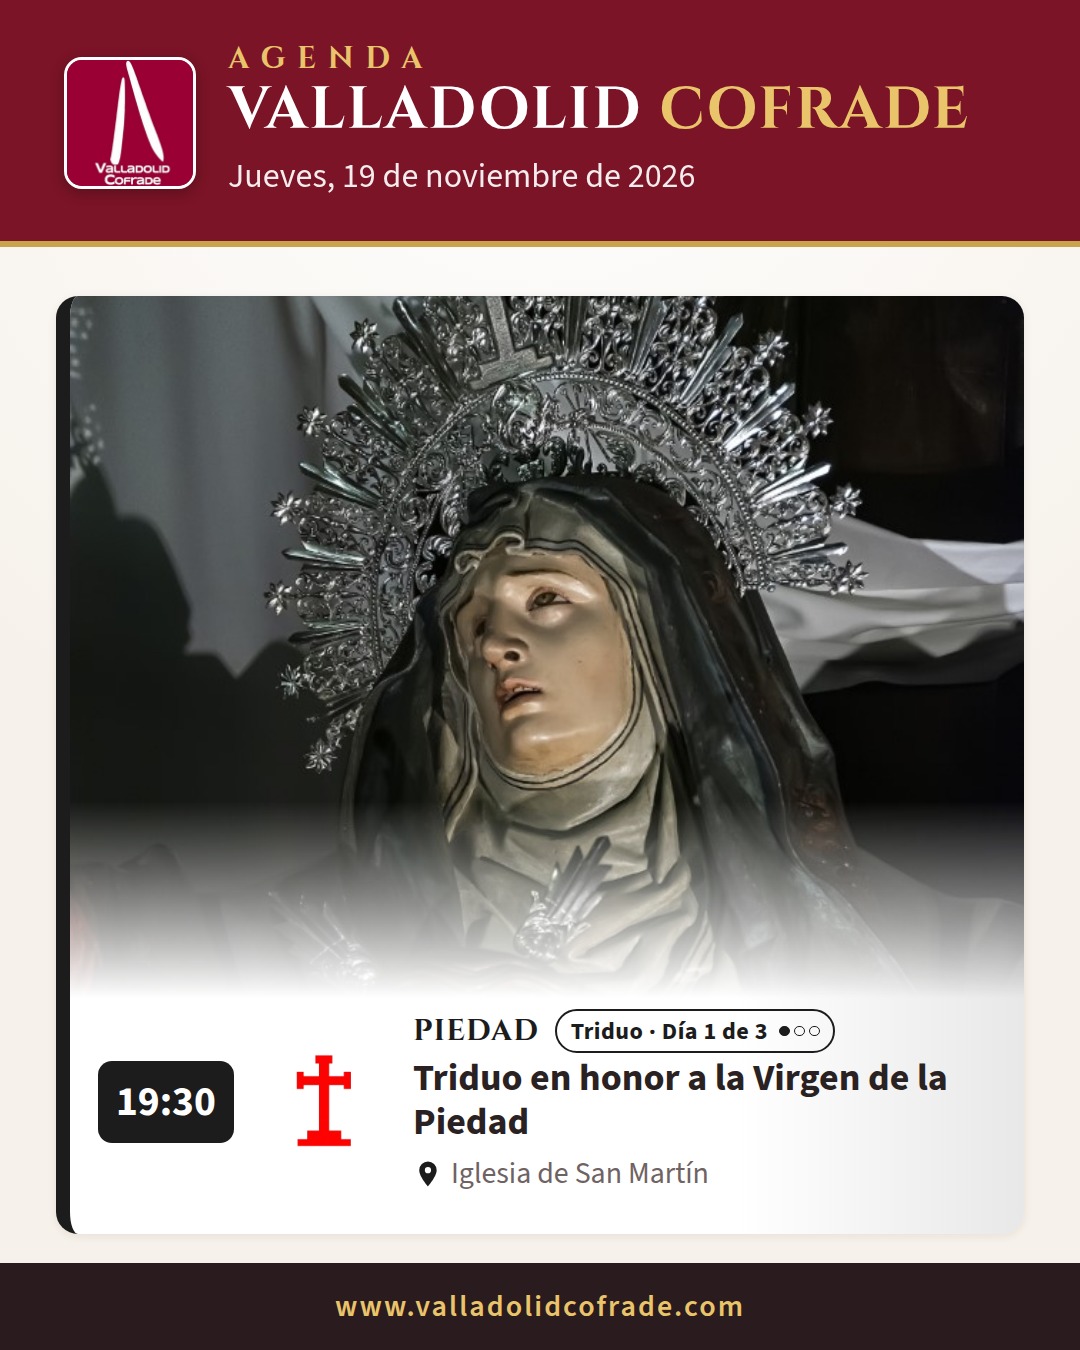 AGENDA
VALLADOLID COFRADE
Jueves, 19 de noviembre de 2026
Valladolid
Cofrade
PIEDAD
Triduo · Día 1 de 3
19:30
Triduo en honor a la Virgen de la
Piedad
Iglesia de San Martín
www.valladolidcofrade.com